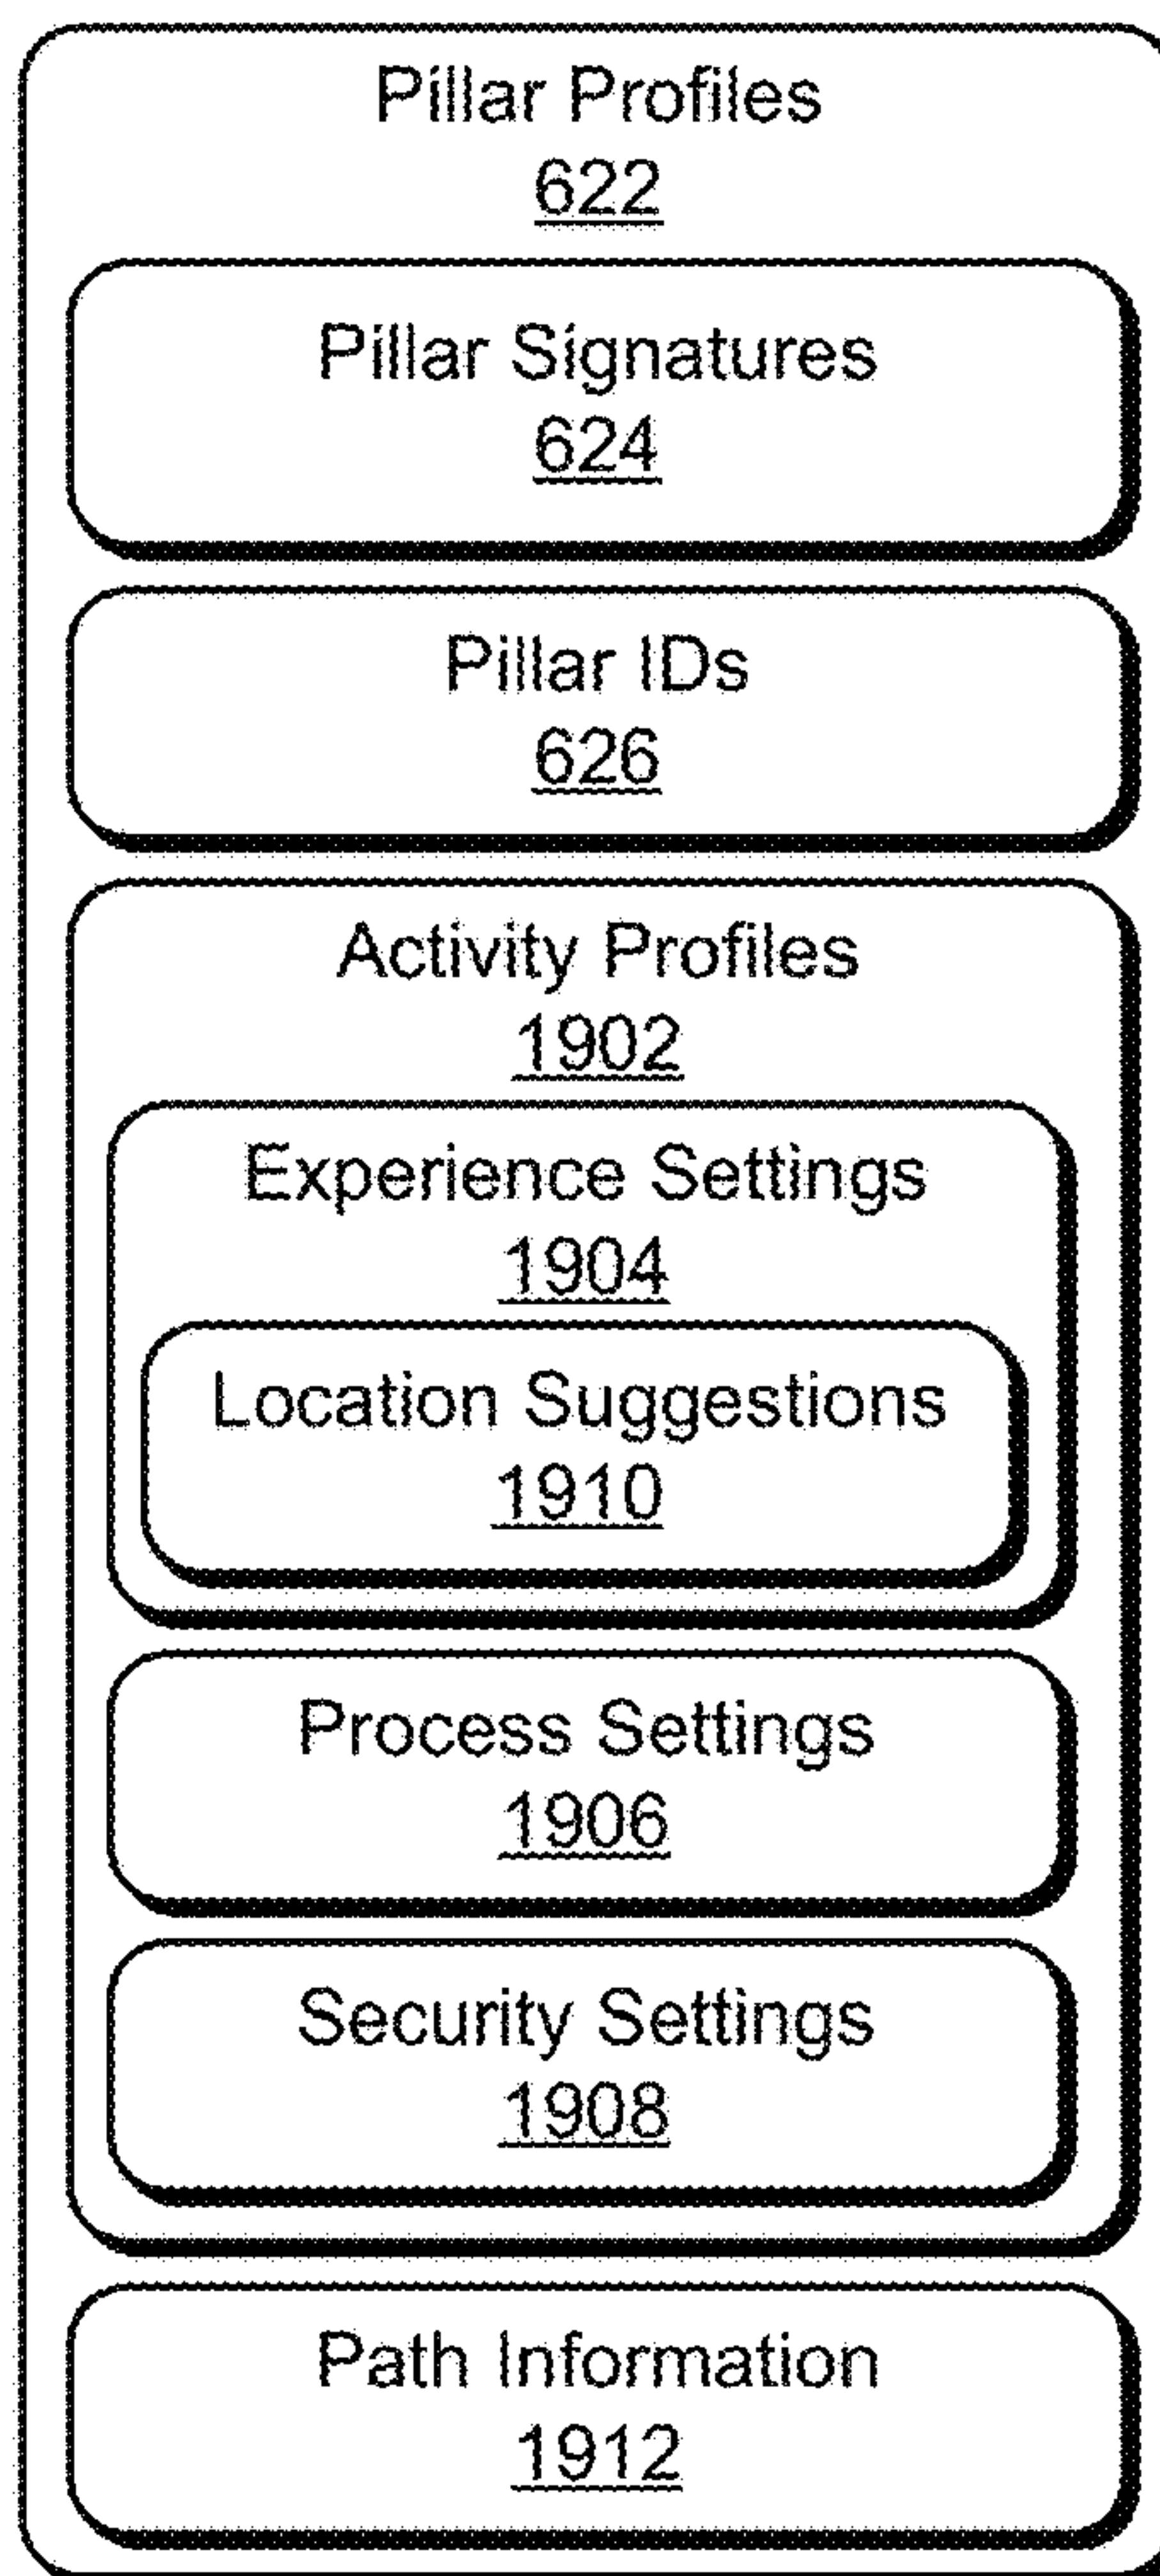 Pillar Profiles
622
Pillar Signatures
624
Pillar IDs
626
Activity Profiles
1902
Experience Settings
1904
Location Suggestions
1910
Process Settings
1906
Security Settings
1908
Path Information
1912